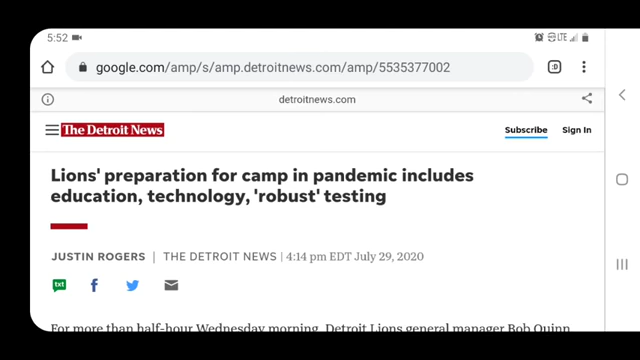 5:52
LTE
google.com/amp/s/amp.detroitnews.com/amp/5535377002
:D
detroitnews.com
The Detroit News
Subscribe Sign In
Lions' preparation for camp in pandemic includes
education, technology, 'robust' testing
JUSTIN ROGERS | THE DETROIT NEWS | 4:14 pm EDT July 29, 2020
txt
For more than half-hour Wednesday morning, Detroit Lions general manager Bob Quinn